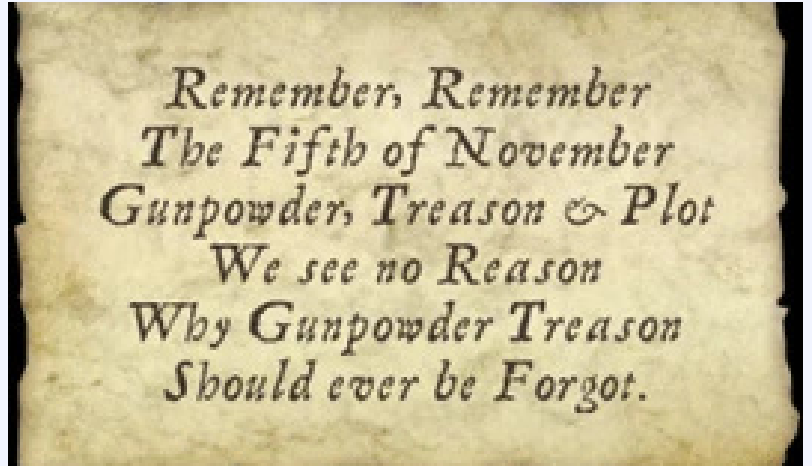 Remember, Remember
The Fifth of November
Gunpowder, Treason & Plot
We see no Reason
Why Gunpowder Treason
Should ever be Forgot.